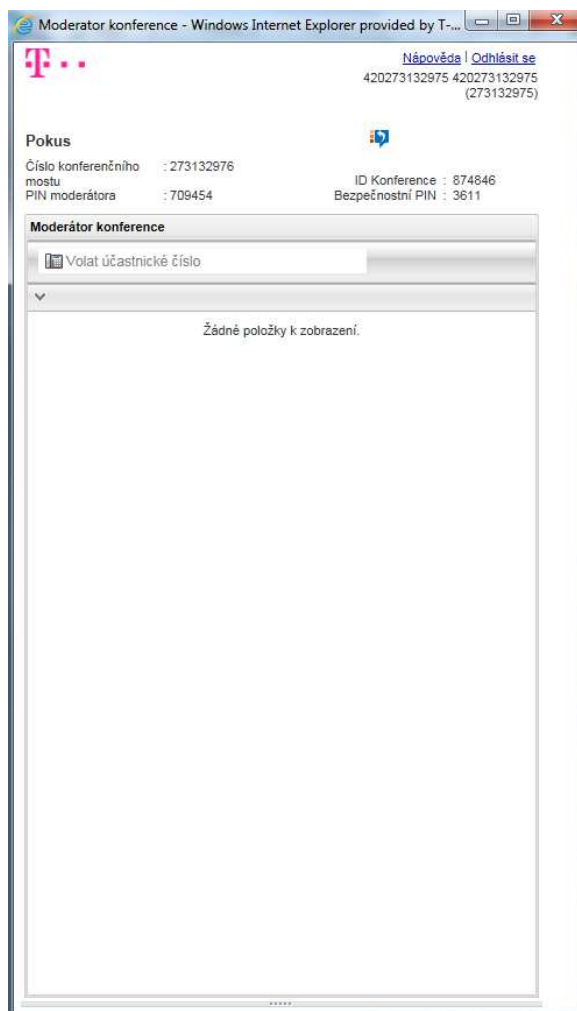 Moderator konference - Windows Internet Explorer provided by T-...
T
Nápověda | Odhlásit se
420273132975 420273132975
(273132975)
Pokus
Číslo konferenčního mostu : 273132976
PIN moderátora : 709454
ID Konference : 874846
Bezpečnostní PIN : 3611
Moderátor konference
Volat účastnické číslo
Žádné položky k zobrazení.